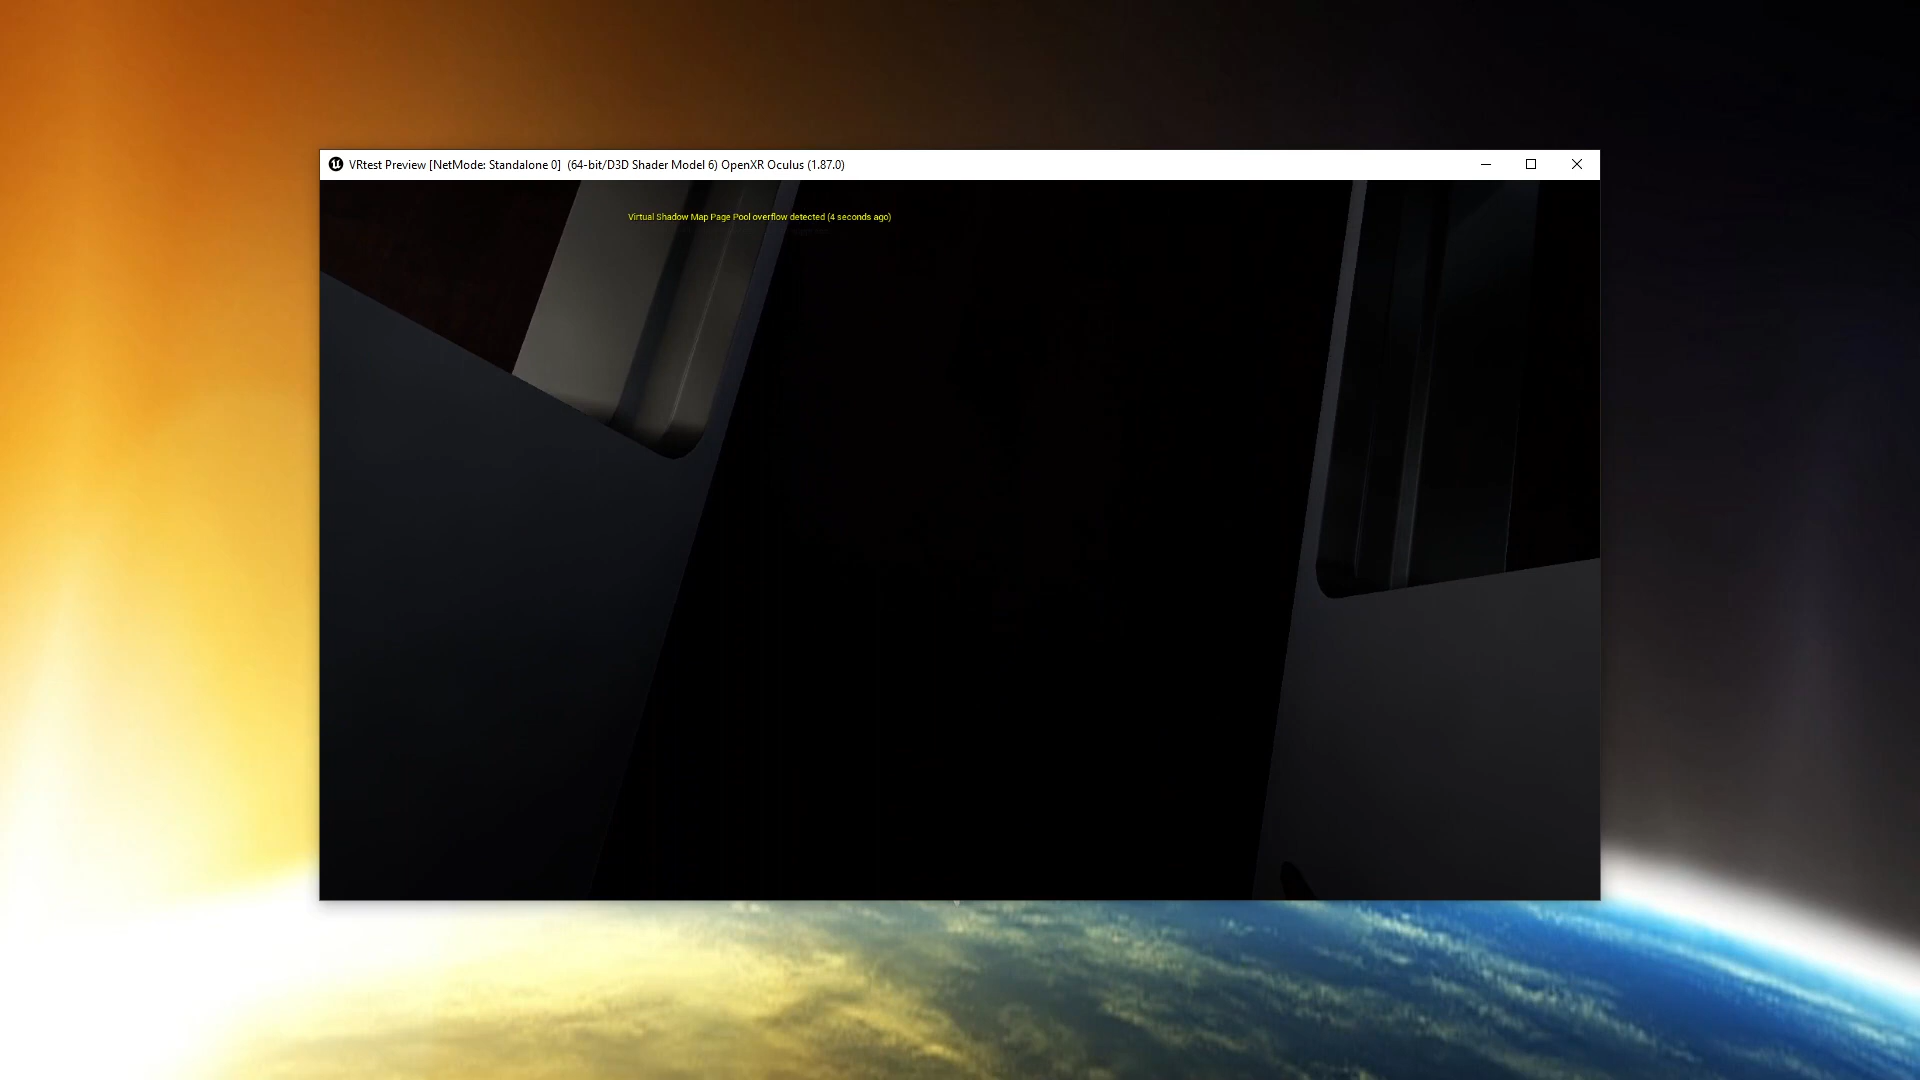 VRtest Preview [NetMode: Standalone 0]  (64-bit/D3D Shader Model 6) OpenXR Oculus (1.87.0)
Virtual Shadow Map Page Pool overflow detected (4 seconds ago)